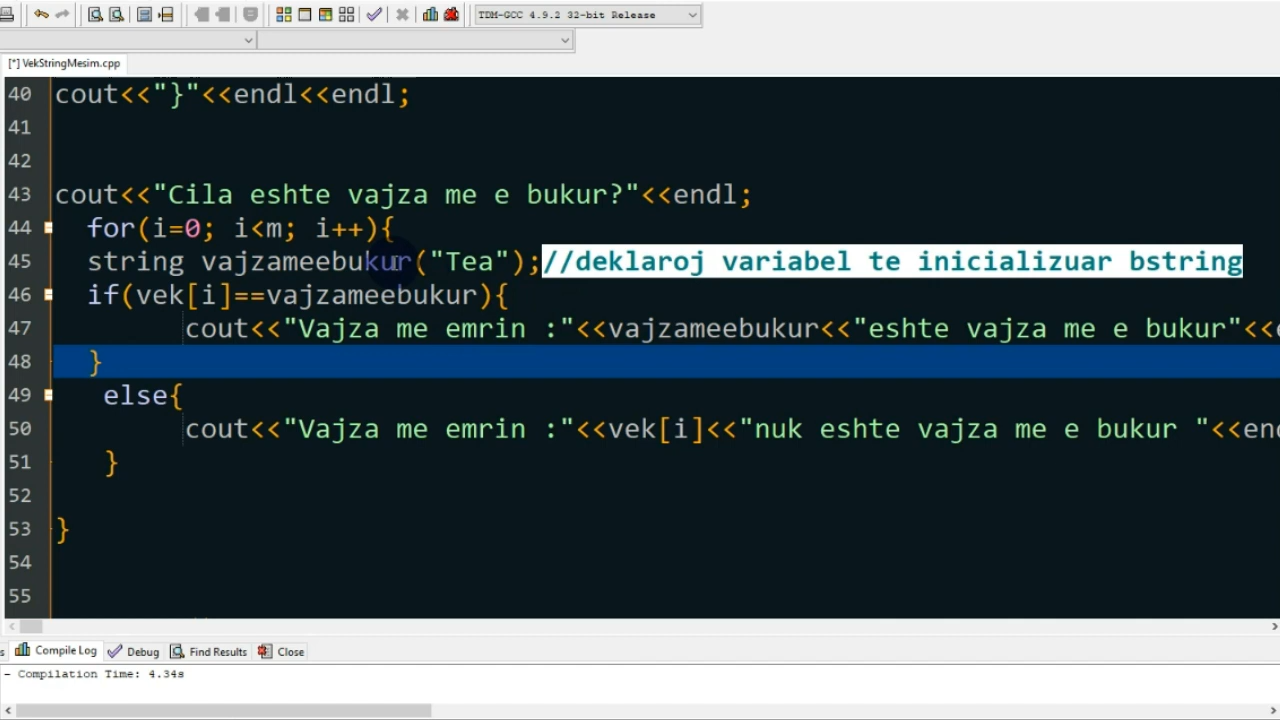 TDM-GCC 4.9.2 32-bit Release
[*] VekStringMesim.cpp
40 cout<<"}"<<endl<<endl;
41
42
43 cout<<"Cila eshte vajza me e bukur?"<<endl;
44 for(i=0; i<m; i++){
45 string vajzameebukur("Tea");//deklaroj variabel te inicializuar bstring
46 if(vek[i]==vajzameebukur){
47 cout<<"Vajza me emrin :"<<vajzameebukur<<"eshte vajza me e bukur"<<
48 }
49 else{
50 cout<<"Vajza me emrin :"<<vek[i]<<"nuk eshte vajza me e bukur "<<end
51 }
52
53 }
54
55
s Compile Log Debug Find Results Close
- Compilation Time: 4.34s